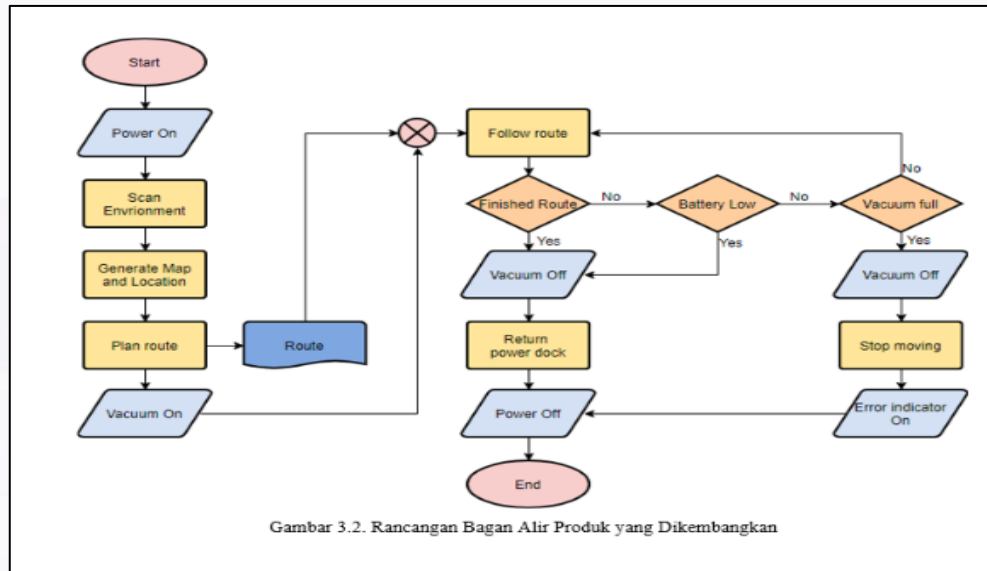 Start
Power On
Scan
Envrionment
Generate Map
and Location
Plan route
Route
Vacuum On
Follow route
Finished Route
No
Battery Low
No
Vacuum full
No
Yes
Yes
Yes
Vacuum Off
Vacuum Off
Return
power dock
Stop moving
Power Off
Error indicator
On
End
Gambar 3.2. Rancangan Bagan Alir Produk yang Dikembangkan